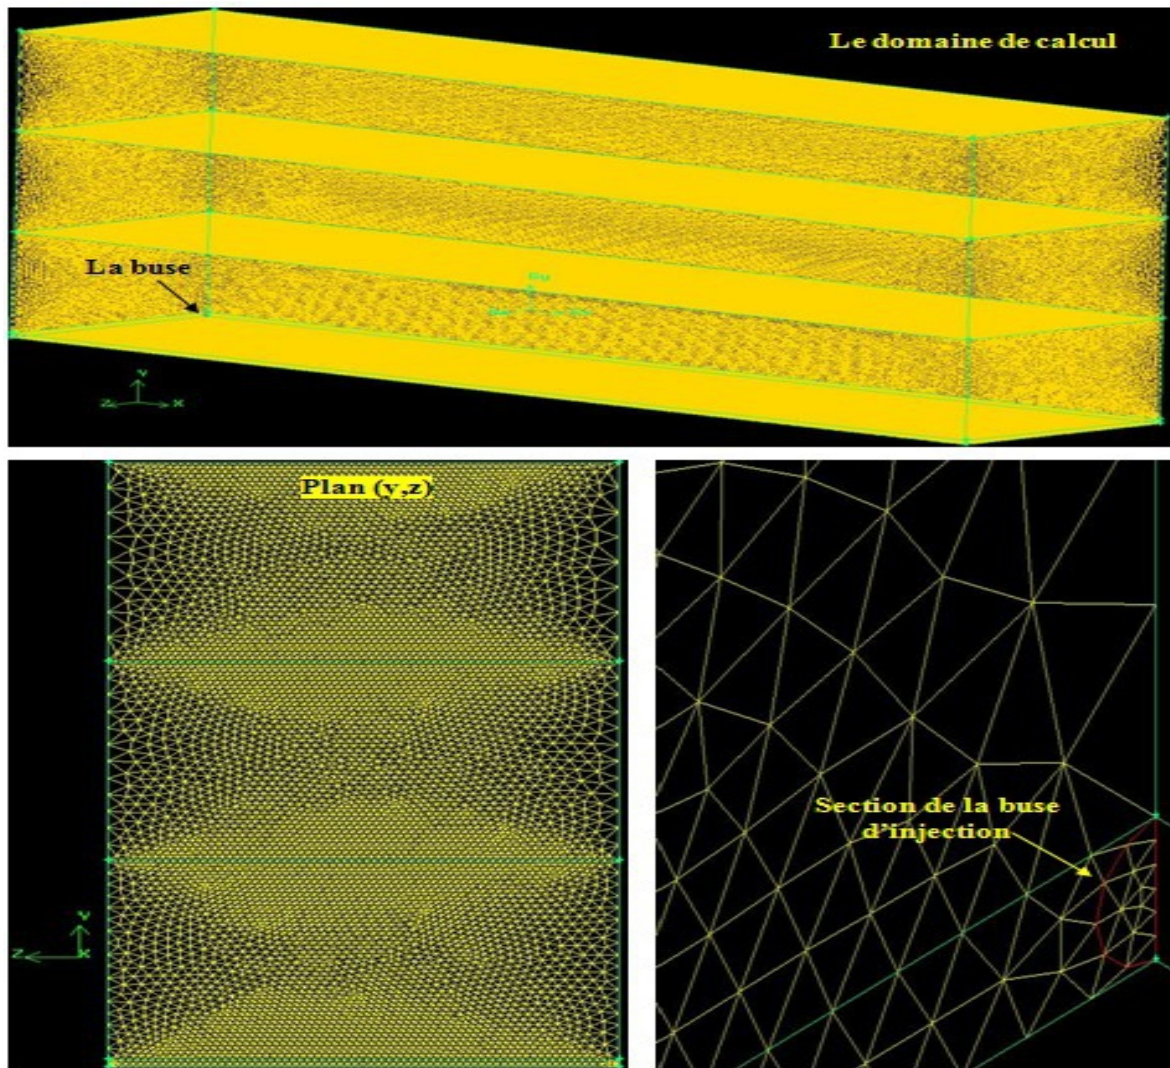 Le domaine de calcul
La buse
Y
Z
X
Plan (y,z)
Y
Z
X
Section de la buse
d'injection